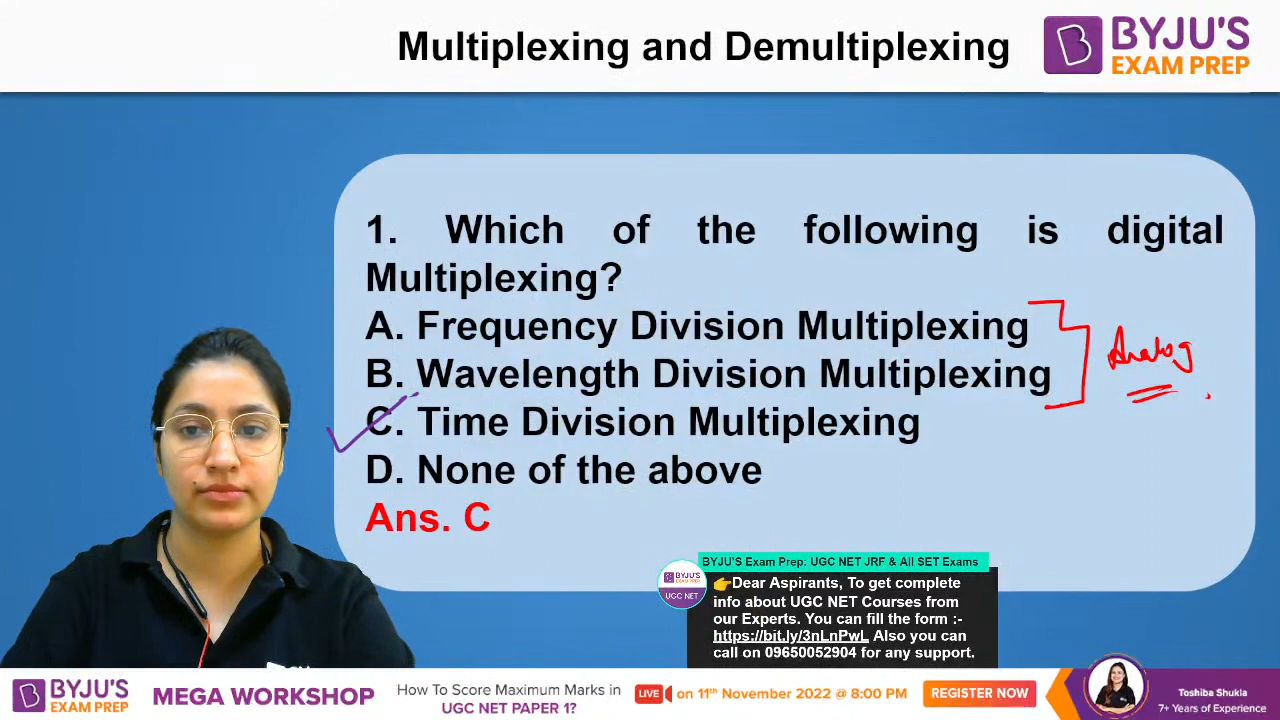 Multiplexing and Demultiplexing
BYJU'S
EXAM PREP
1. Which of the following is digital
Multiplexing?
A. Frequency Division Multiplexing
B. Wavelength Division Multiplexing
Analog
C. Time Division Multiplexing
D. None of the above
Ans. C
BYJU'S Exam Prep: UGC NET JRF & All SET Exams
BYJU'S
UGC NET
👉Dear Aspirants, To get complete
info about UGC NET Courses from
our Experts. You can fill the form :-
https://bit.ly/3nLnPwL Also you can
call on 09650052904 for any support.
BYJU'S
EXAM PREP
MEGA WORKSHOP
How To Score Maximum Marks in
UGC NET PAPER 1?
LIVE on 11th November 2022 @ 8:00 PM
REGISTER NOW
Toshiba Shukla
7+ Years of Experience